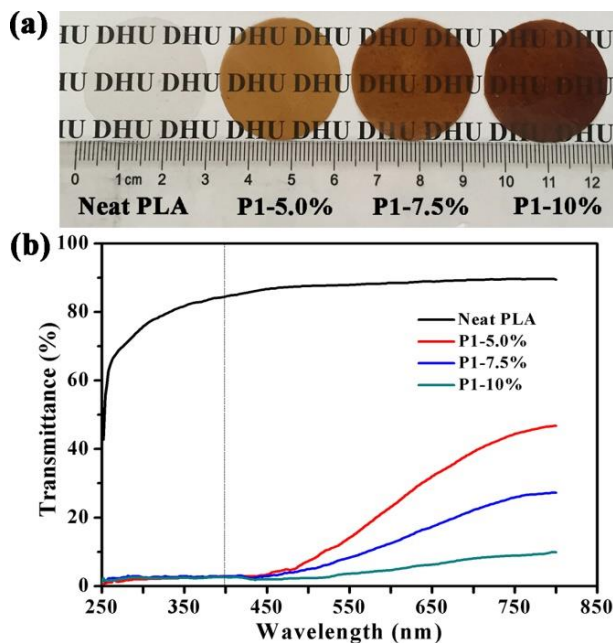 (a)
HU DHU DHU DHU DHU DHU DHU
HU DHU DHU DHU DHU DHU DHU
HU DHU DHU DHU DHU DHU DHU
0 1cm 2 3 4 5 6 7 8 9 10 11 12
Neat PLA P1-5.0% P1-7.5% P1-10%
(b)
100
80
60
40
20
0
Transmittance (%)
Neat PLA
P1-5.0%
P1-7.5%
P1-10%
250 350 450 550 650 750 850
Wavelength (nm)